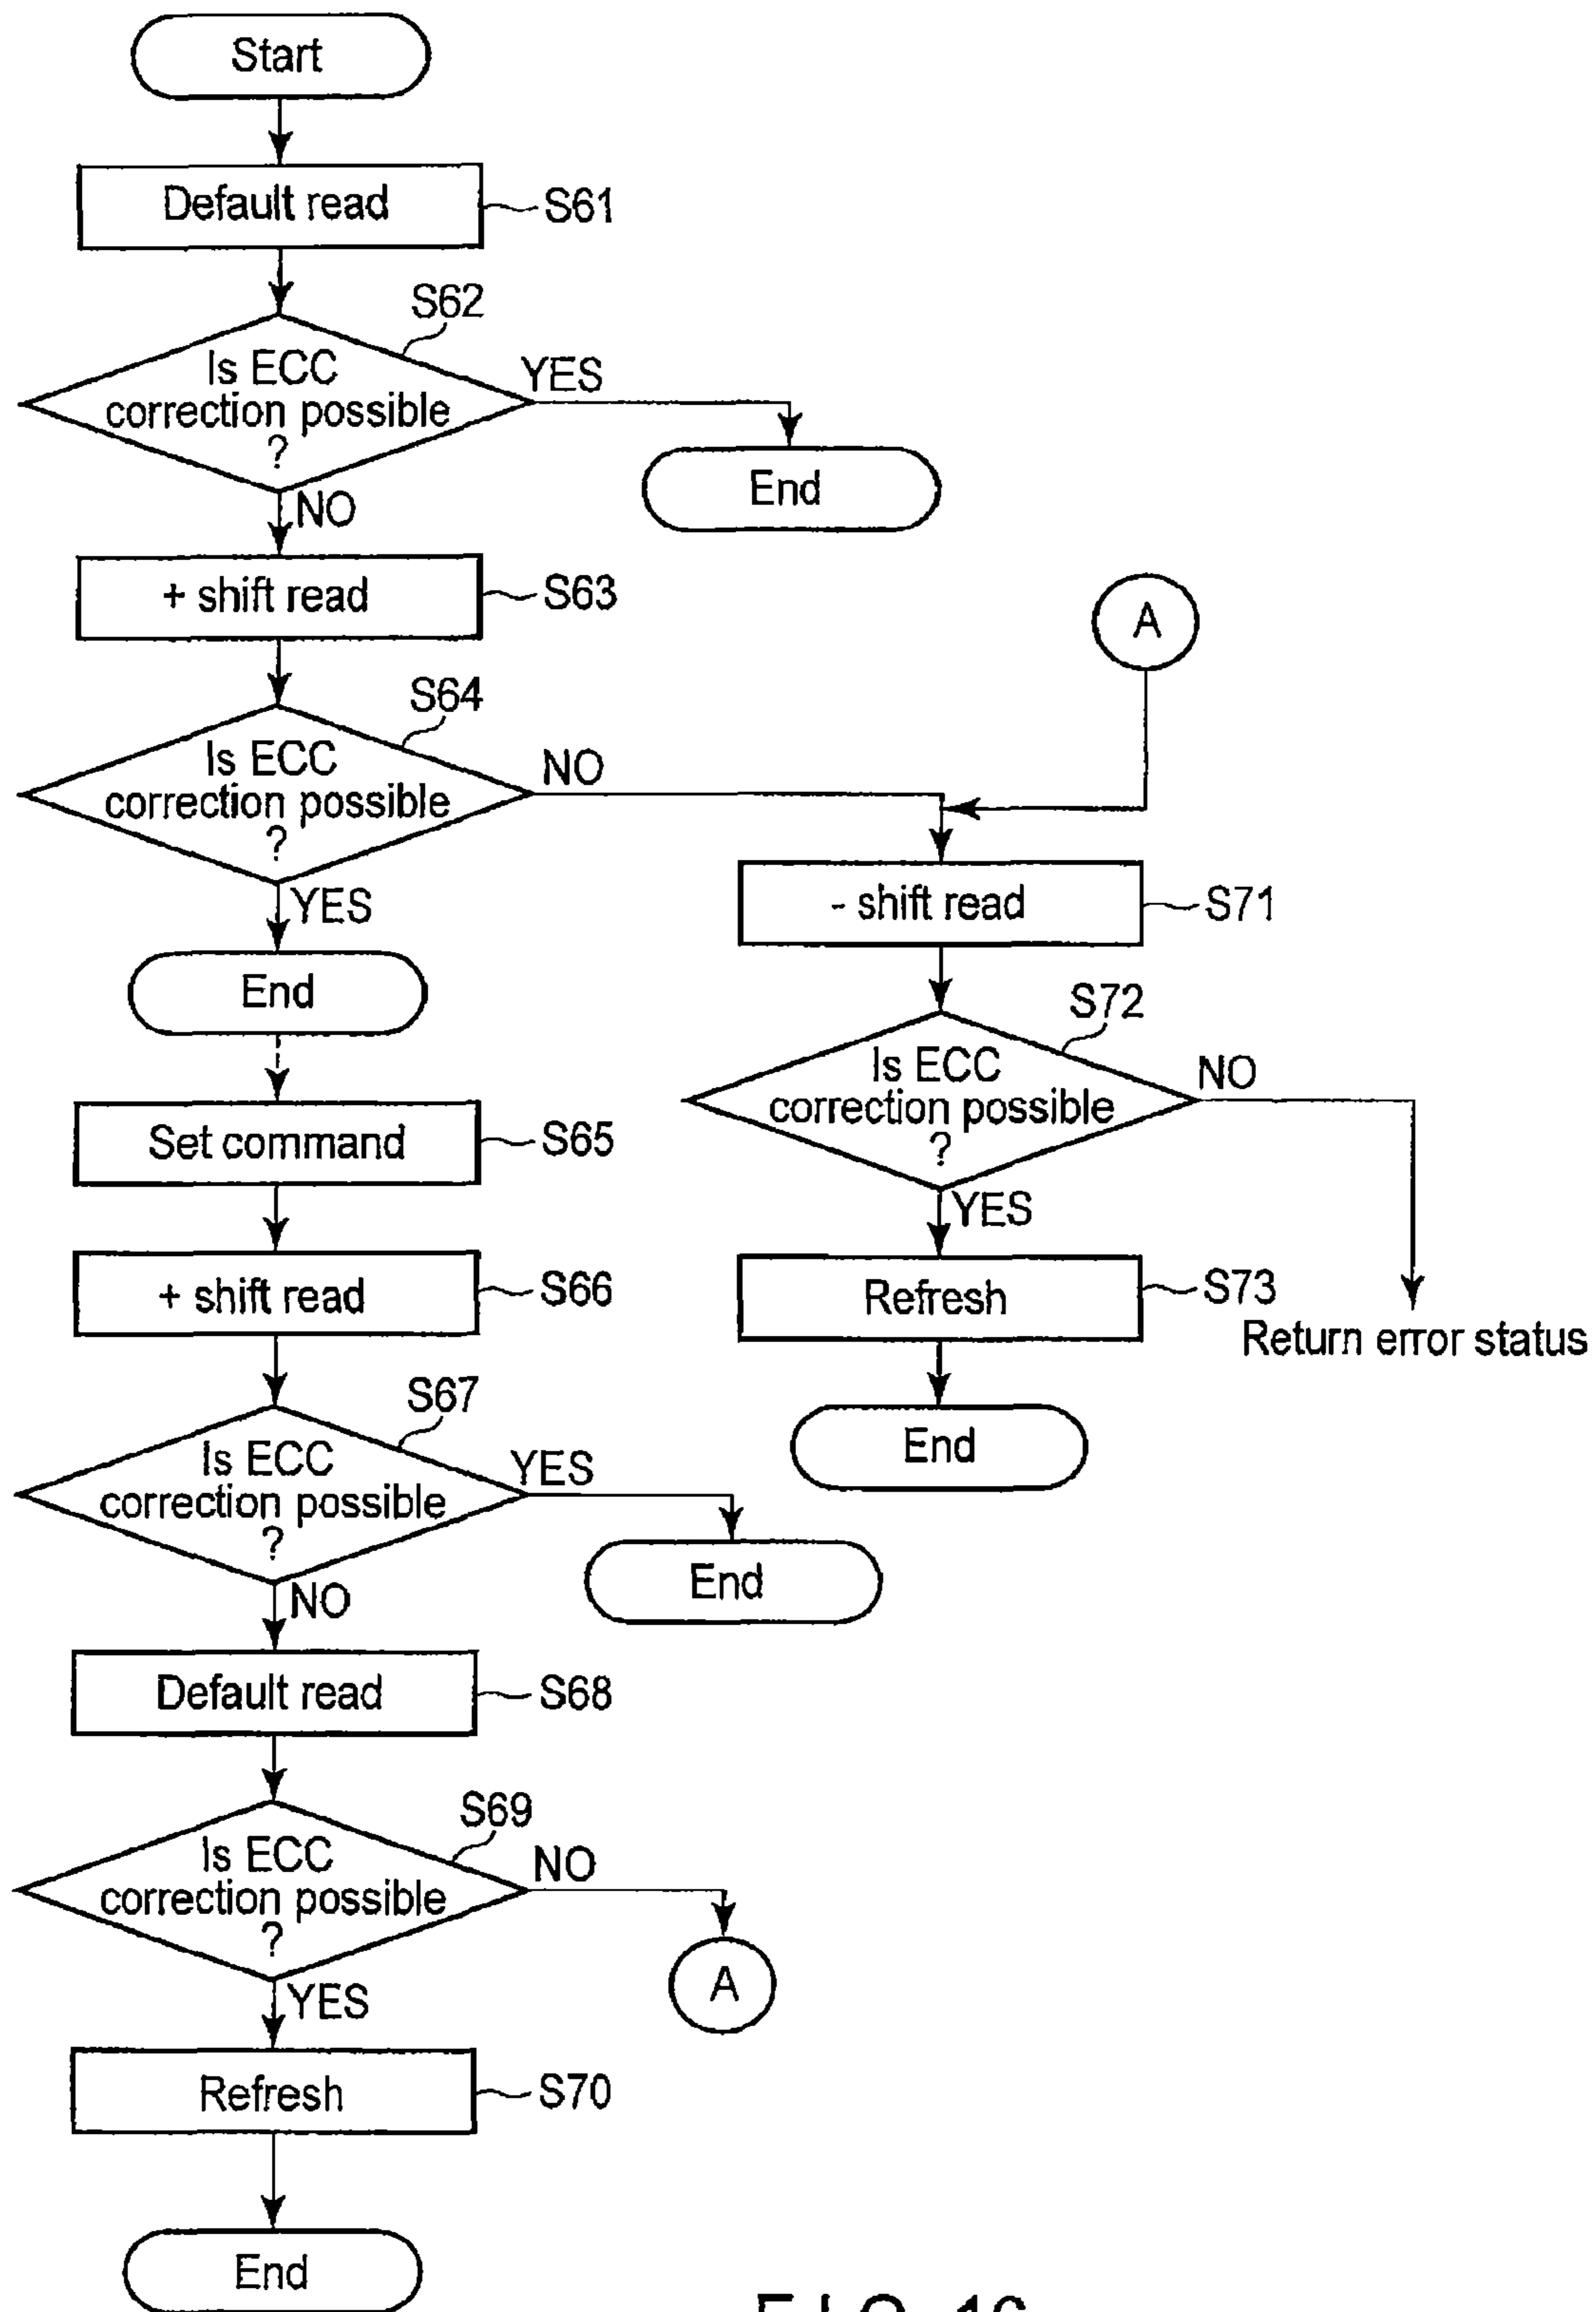 Start
Default read
S61
S62
Is ECC
correction possible
?
YES
End
NO
+ shift read
S63
A
S64
Is ECC
correction possible
?
NO
YES
End
- shift read
S71
S72
Is ECC
correction possible
?
NO
YES
Set command
S65
+ shift read
S66
Refresh
S73
Return error status
End
S67
Is ECC
correction possible
?
YES
End
NO
Default read
S68
S69
Is ECC
correction possible
?
NO
A
YES
Refresh
S70
End
FIG. 16